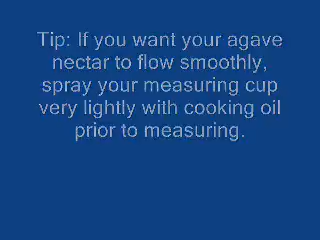 Tip: If you want your agave
nectar to flow smoothly,
spray your measuring cup
very lightly with cooking oil
prior to measuring.